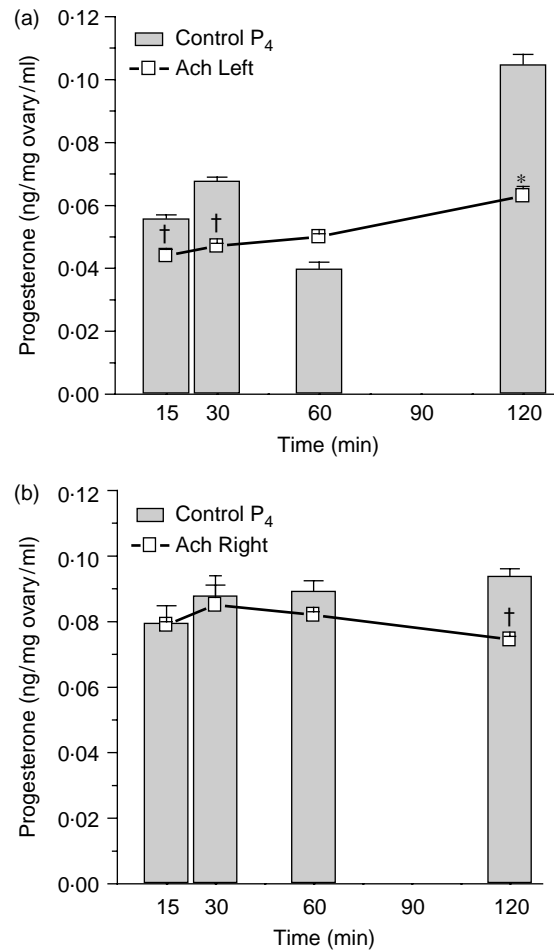 (a)
0·12
0·10
0·08
0·06
0·04
0·02
0·00
Progesterone (ng/mg ovary/ml)
Control P₄
Ach Left
†
†
*
15 30 60 90 120
Time (min)
(b)
0·12
0·10
0·08
0·06
0·04
0·02
0·00
Progesterone (ng/mg ovary/ml)
Control P₄
Ach Right
†
15 30 60 90 120
Time (min)